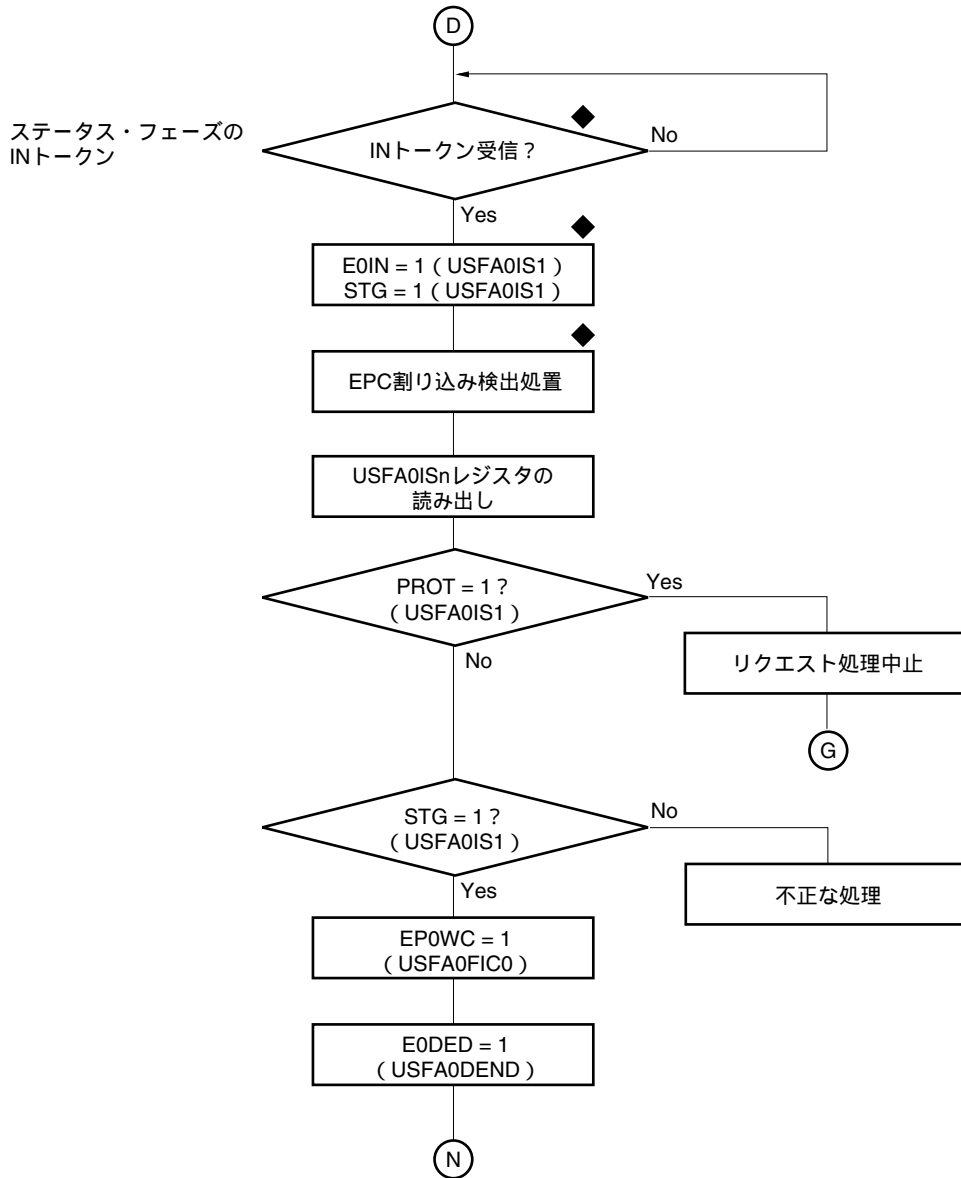 D
ステータス・フェーズの
INトークン
INトークン受信？
No
Yes
E0IN = 1（USFA0IS1）
STG = 1（USFA0IS1）
EPC割り込み検出処置
USFA0ISnレジスタの
読み出し
PROT = 1？
（USFA0IS1）
Yes
No
リクエスト処理中止
G
STG = 1？
（USFA0IS1）
No
Yes
不正な処理
EP0WC = 1
（USFA0FIC0）
E0DED = 1
（USFA0DEND）
N